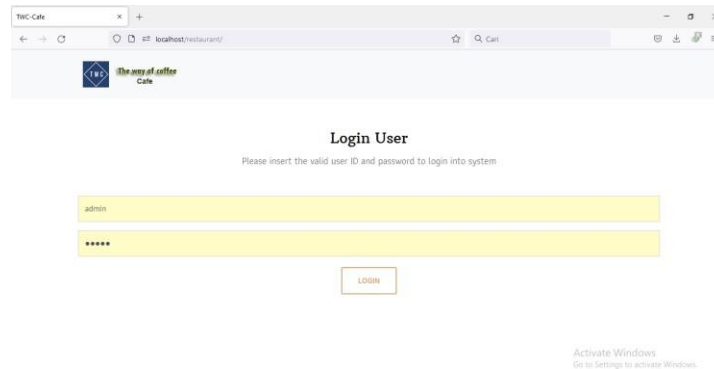 TWC-Cafe
localhost/restaurant/
Cari
TWC
The way of coffee
Cafe
Login User
Please insert the valid user ID and password to login into system
admin
•••••
LOGIN
Activate Windows
Go to Settings to activate Windows.